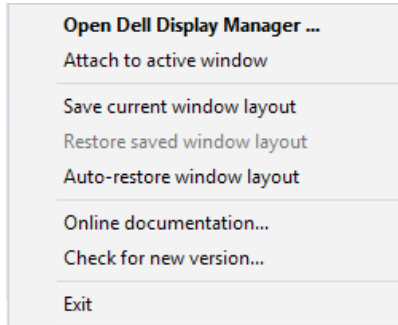 Open Dell Display Manager ...
Attach to active window
Save current window layout
Restore saved window layout
Auto-restore window layout
Online documentation...
Check for new version...
Exit